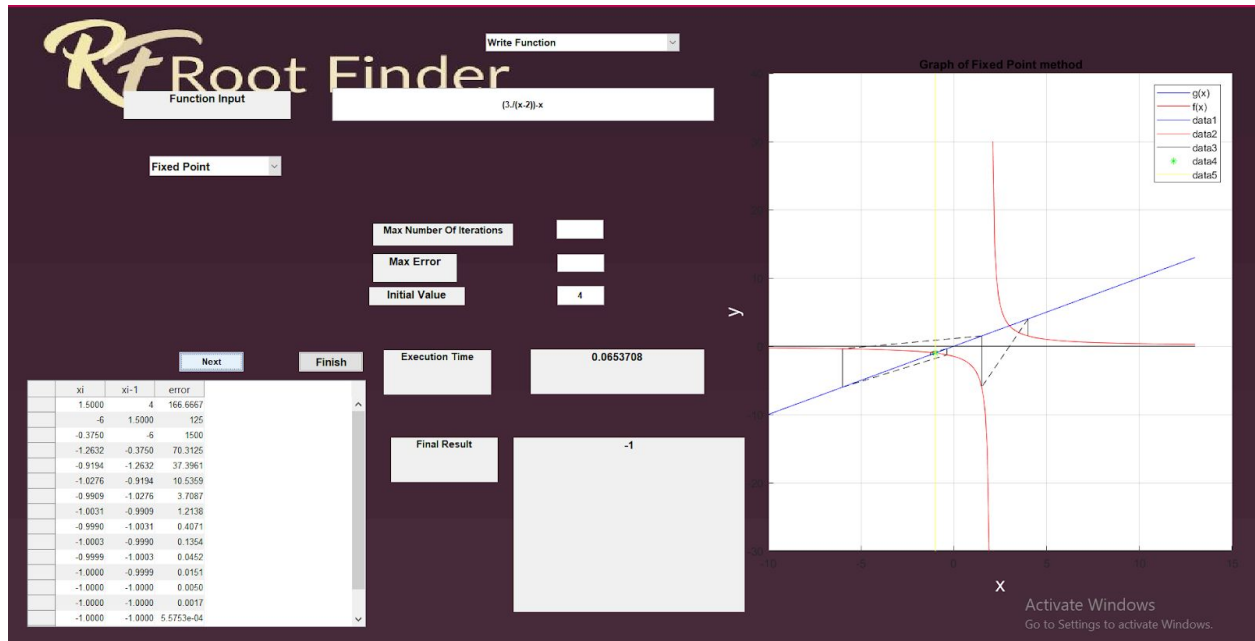 RF Root Finder
Write Function
Function Input
(3./(x-2))-x
Fixed Point
Max Number Of Iterations
Max Error
Initial Value
4
Next
Finish
Execution Time
0.0653708
Final Result
-1
xi xi-1 error
1.5000 4 166.6667
-6 1.5000 125
-0.3750 -6 1500
-1.2632 -0.3750 70.3125
-0.9194 -1.2632 37.3961
-1.0276 -0.9194 10.5359
-0.9909 -1.0276 3.7087
-1.0031 -0.9909 1.2138
-0.9990 -1.0031 0.4071
-1.0003 -0.9990 0.1354
-0.9999 -1.0003 0.0452
-1.0000 -0.9999 0.0151
-1.0000 -1.0000 0.0050
-1.0000 -1.0000 0.0017
-1.0000 -1.0000 5.5753e-04
Graph of Fixed Point method
g(x)
f(x)
data1
data2
data3
data4
data5
y
-10 -5 0 5 10 15
x
Activate Windows
Go to Settings to activate Windows.